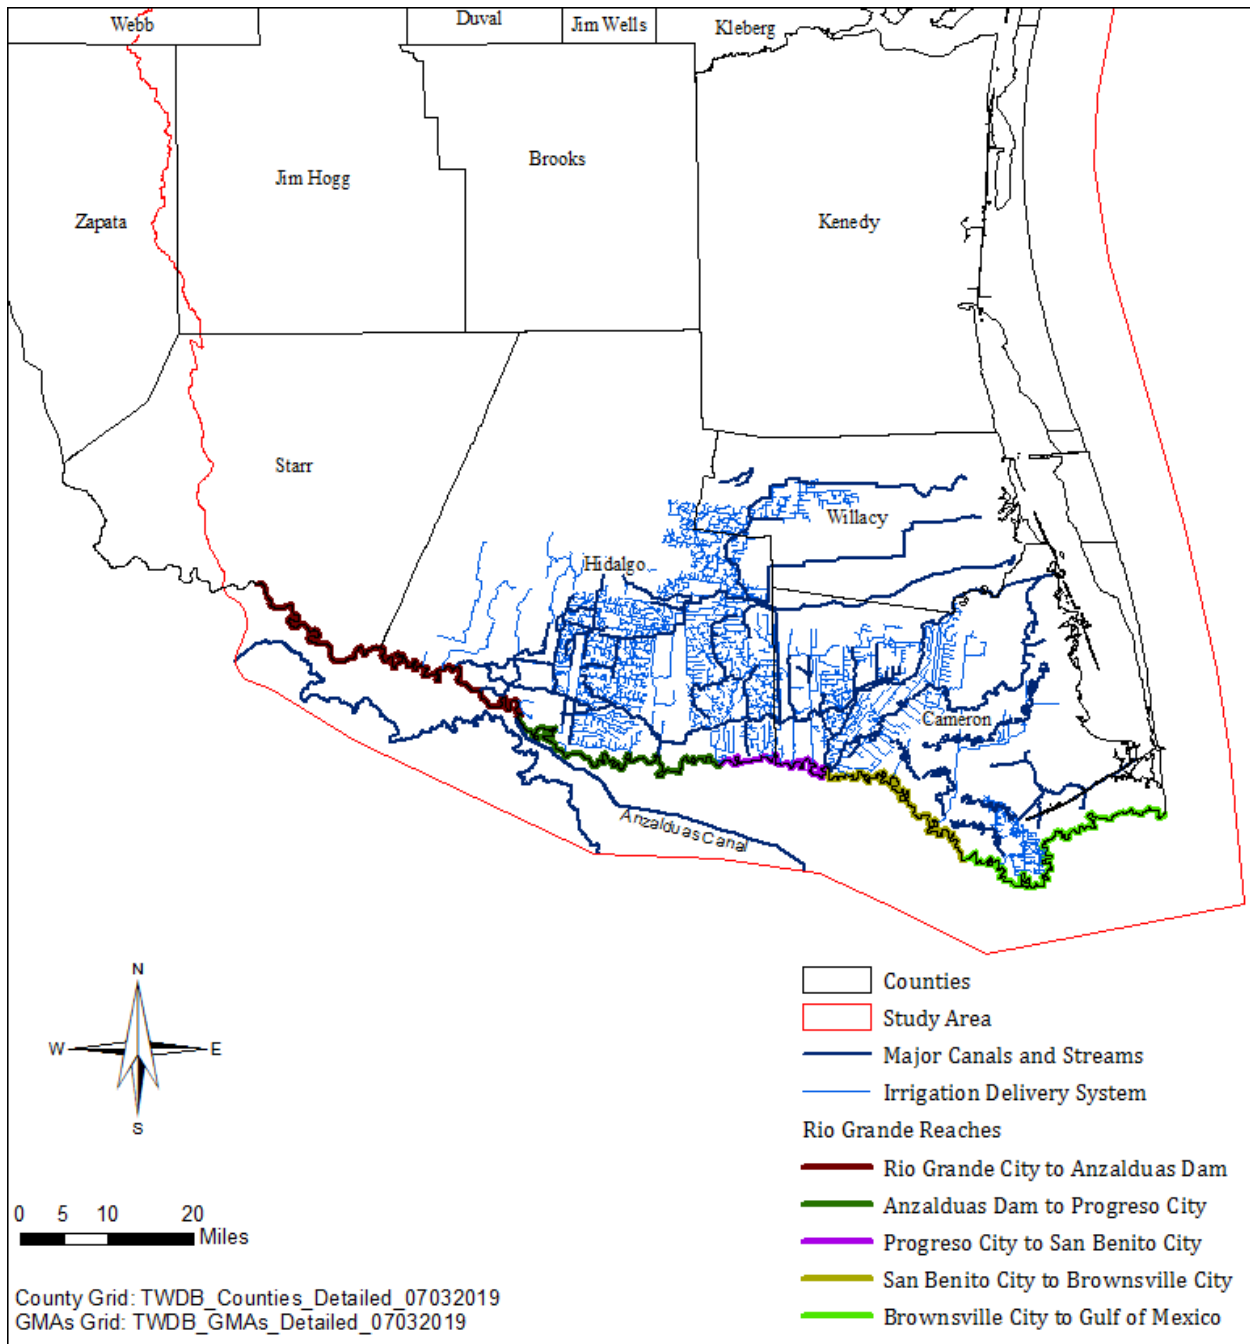 Webb
Duval
Jim Wells
Kleberg
Brooks
Jim Hogg
Zapata
Kenedy
Starr
Willacy
Hidalgo
Cameron
Anzalduas Canal
N
W
E
S
Counties
Study Area
Major Canals and Streams
Irrigation Delivery System
Rio Grande Reaches
Rio Grande City to Anzalduas Dam
Anzalduas Dam to Progreso City
Progreso City to San Benito City
San Benito City to Brownsville City
Brownsville City to Gulf of Mexico
0 5 10 20
Miles
County Grid: TWDB_Counties_Detailed_07032019
GMAs Grid: TWDB_GMAs_Detailed_07032019